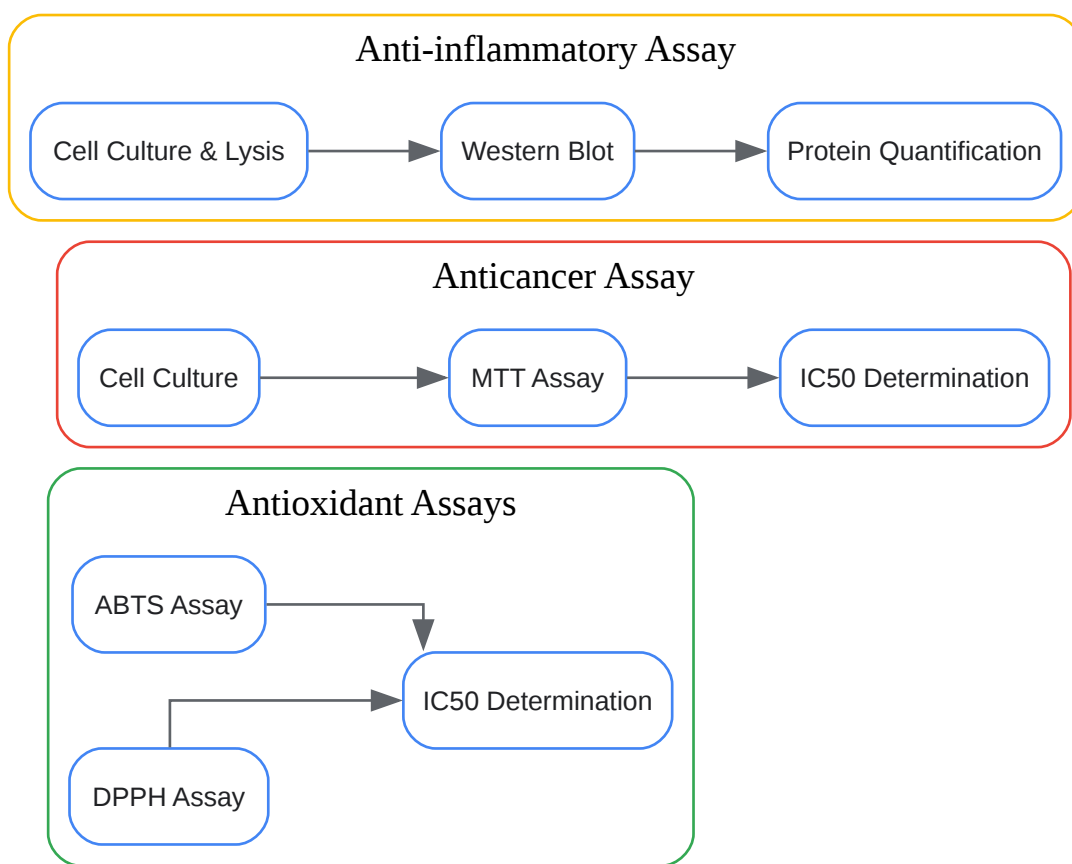 Anti-inflammatory Assay
Cell Culture & Lysis
Western Blot
Protein Quantification
Anticancer Assay
Cell Culture
MTT Assay
IC50 Determination
Antioxidant Assays
ABTS Assay
IC50 Determination
DPPH Assay